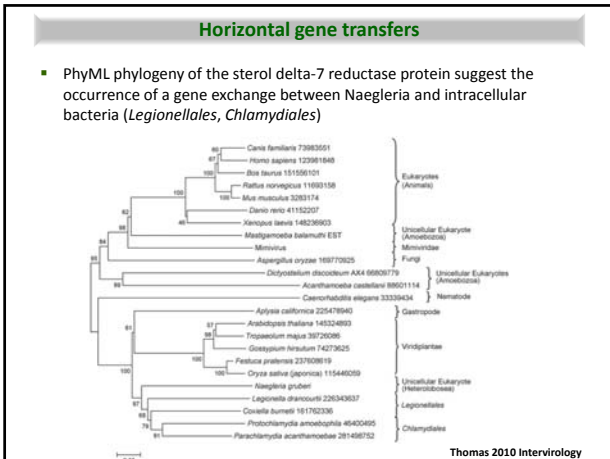 Horizontal gene transfers
▪ PhyML phylogeny of the sterol delta-7 reductase protein suggest the
occurrence of a gene exchange between Naegleria and intracellular
bacteria (Legionellales, Chlamydiales)
Canis familiaris 73983651
Homo sapiens 123981848
Bos taurus 151556101
Rattus norvegicus 11693158
Mus musculus 3283174
Danio rerio 41152207
Xenopus laevis 148236903
Mastigamoeba balamuthi EST
Mimivirus
Aspergillus oryzae 169770925
Dictyostelium discoideum AX4 66809779
Acanthamoeba castellanii 88601114
Caenorhabditis elegans 33339434
Aplysia californica 225478940
Arabidopsis thaliana 145324893
Tropaeolum majus 39726086
Gossypium hirsutum 74273625
Festuca pratensis 237608619
Oryza sativa (japonica) 115446059
Naegleria gruberi
Legionella drancourtii 226343637
Coxiella burnetii 161762336
Protochlamydia amoebophila 46400495
Parachlamydia acanthamoebae 281498752
Eukaryotes
(Animals)
Unicellular Eukaryote
(Amoebozoa)
Mimiviridae
Fungi
Unicellular Eukaryotes
(Amoebozoa)
Nematode
Gastropode
Viridiplantae
Unicellular Eukaryote
(Heterolobosea)
Legionellales
Chlamydiales
Thomas 2010 Intervirology